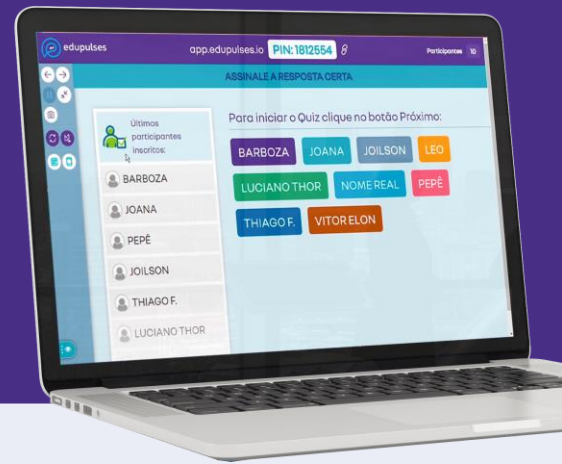 edupulses
app.edupulses.io PIN: 1812554
Participantes 10
ASSINALE A RESPOSTA CERTA
Últimos
participantes
inscritos:
BARBOZA
JOANA
PEPÊ
JOILSON
THIAGO F.
LUCIANO THOR
Para iniciar o Quiz clique no botão Próximo:
BARBOZA JOANA JOILSON LEO
LUCIANO THOR NOME REAL PEPÊ
THIAGO F. VITOR ELON